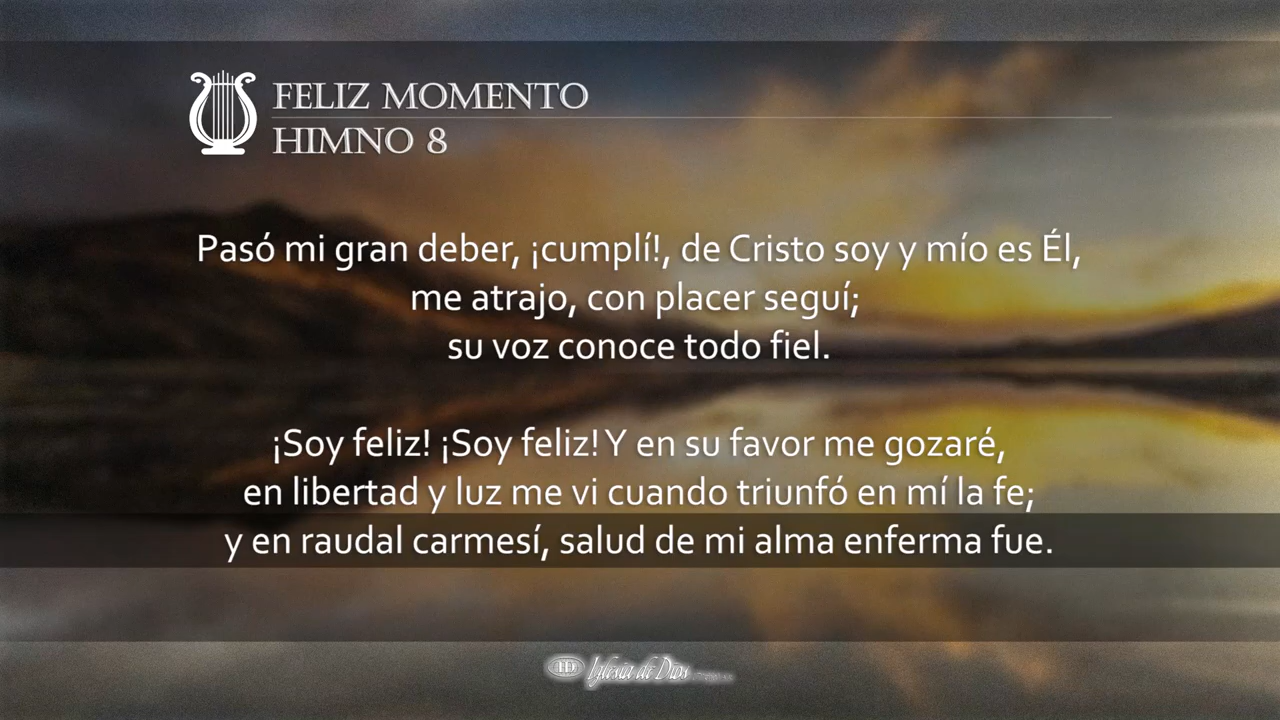 FELIZ MOMENTO
HIMNO 8
Pasó mi gran deber, ¡cumplí!, de Cristo soy y mío es Él,
me atrajo, con placer seguí;
su voz conoce todo fiel.
¡Soy feliz! ¡Soy feliz! Y en su favor me gozaré,
en libertad y luz me vi cuando triunfó en mí la fe;
y en raudal carmesí, salud de mi alma enferma fue.
Iglesia de Dios